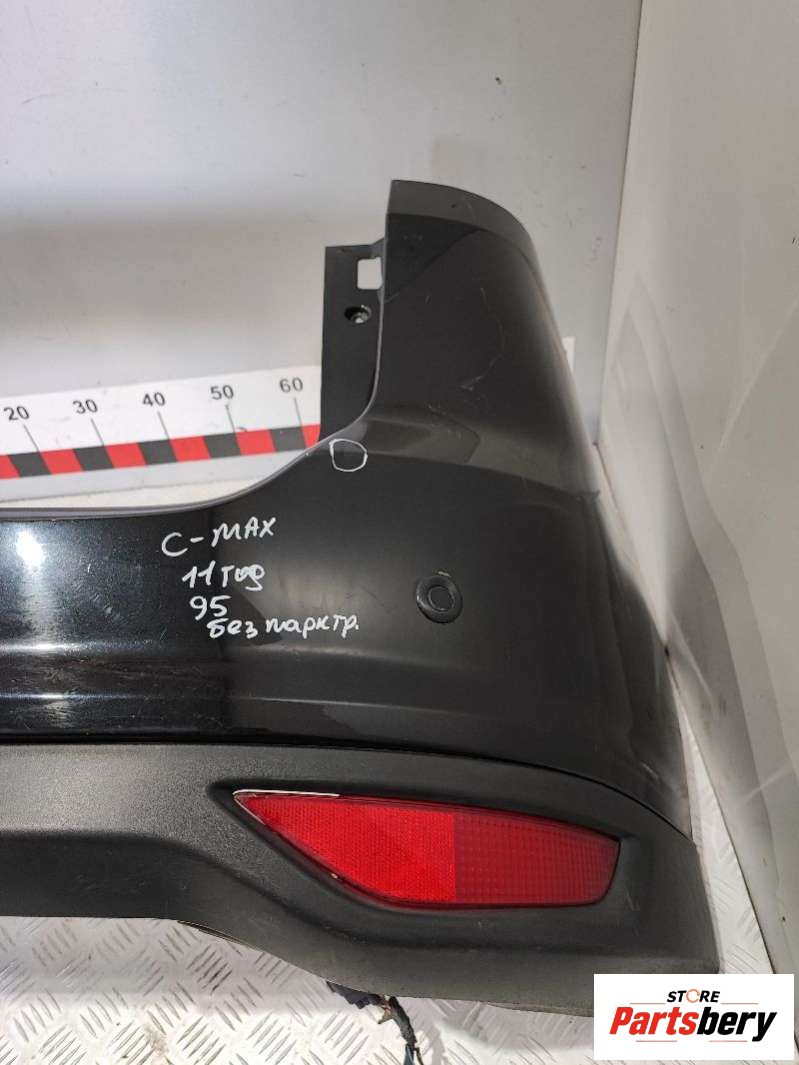 20 30 40 50 60
C-MAX
11 год
95
без парктр.
STORE
Partsbery